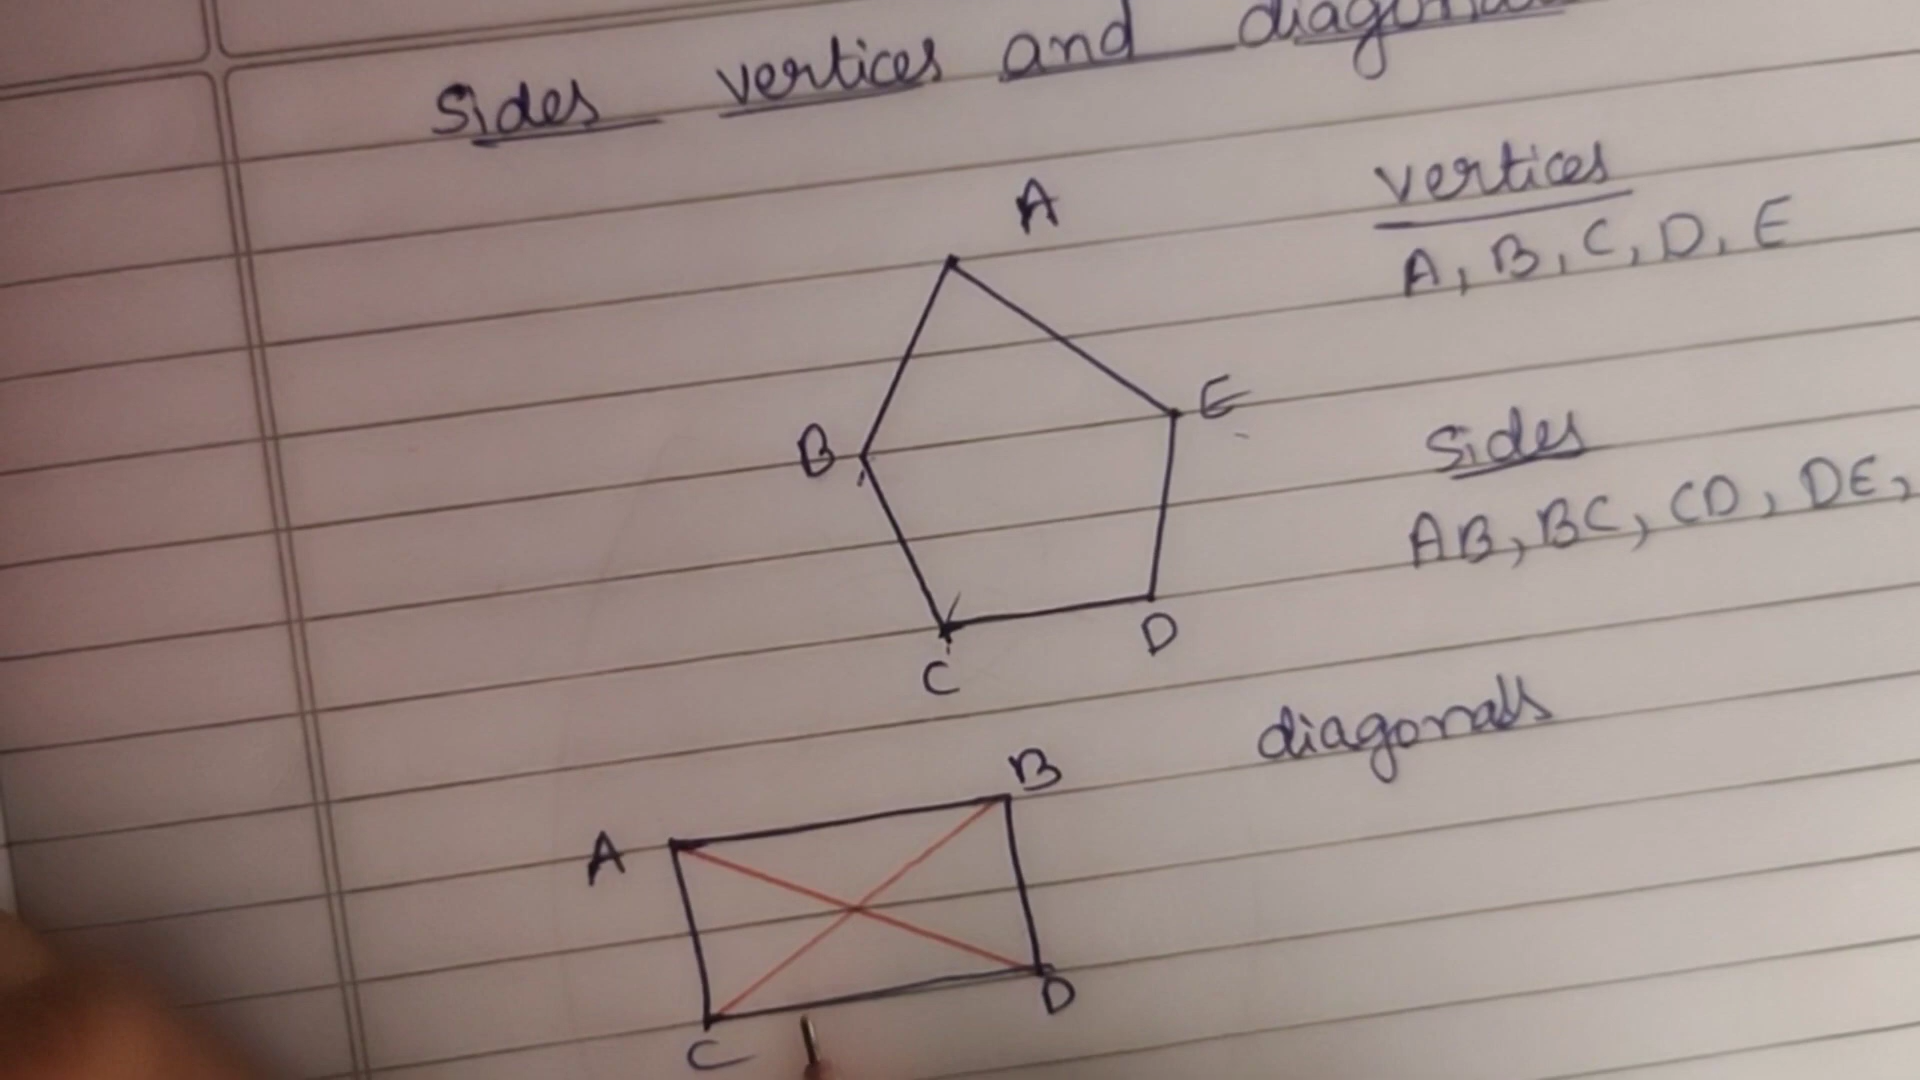 Sides vertices and
A
vertices
A, B, C, D, E
B
E
Sides
AB, BC, CD, DE,
C
D
diagonals
A
B
C
D